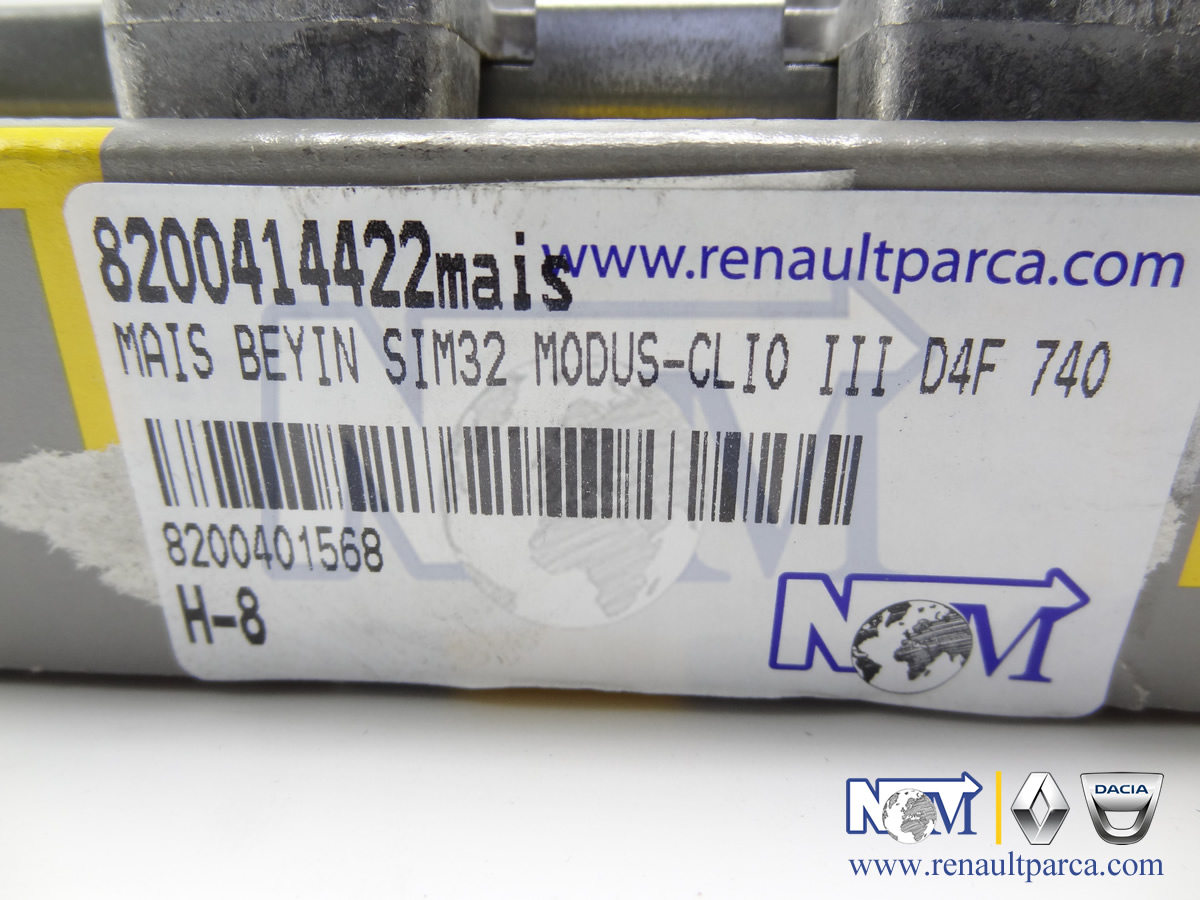 8200414422mais
www.renaultparca.com
MAIS BEYIN SIM32 MODUS-CLIO III D4F 740
8200401568
H-8
NOM
NOM
DACIA
www.renaultparca.com